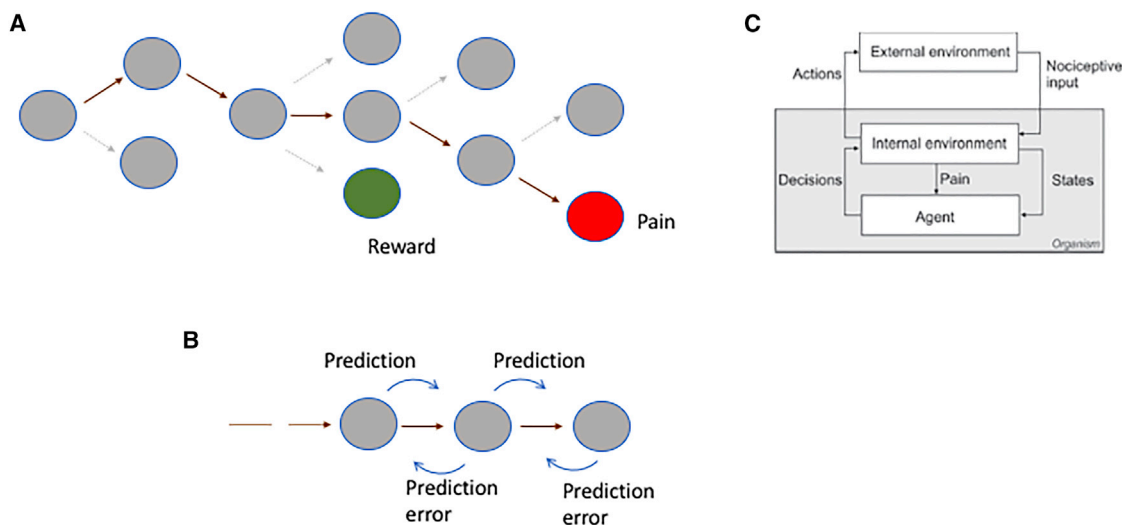 A
Reward
Pain
B
Prediction
Prediction
Prediction
error
Prediction
error
C
External environment
Actions
Nociceptive
input
Internal environment
Decisions
Pain
States
Agent
Organism